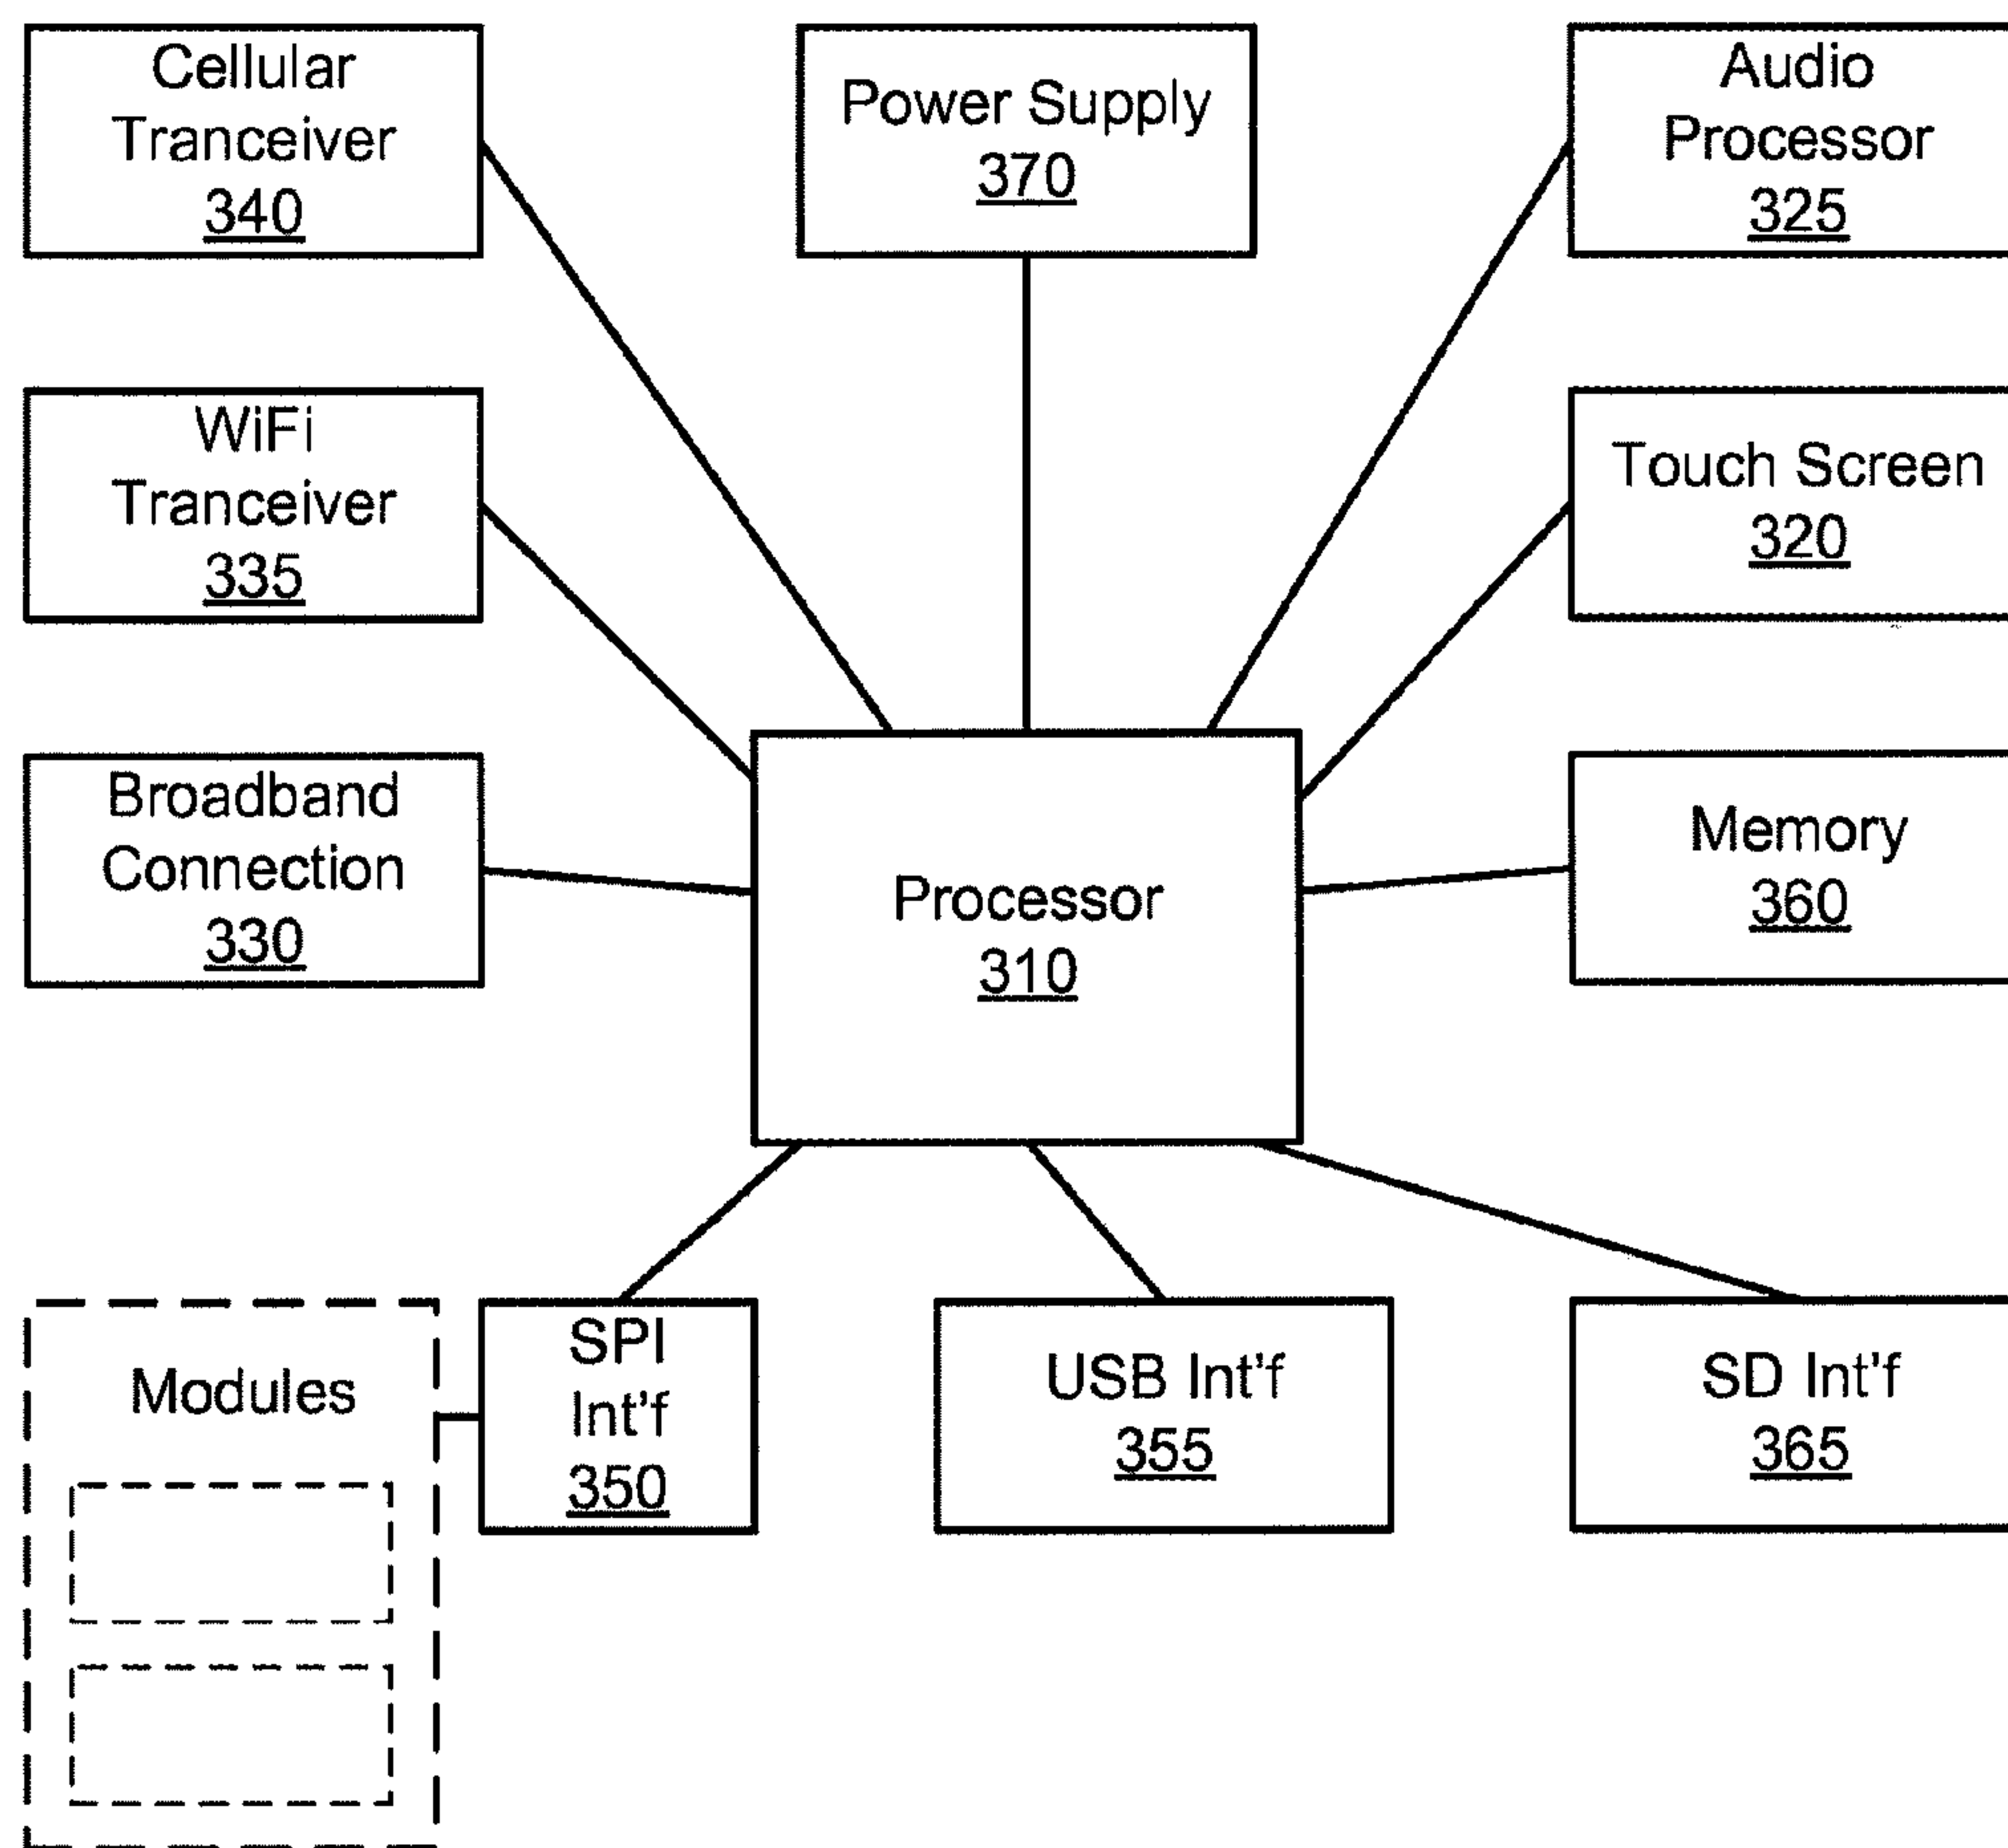 Cellular
Tranceiver
340
Power Supply
370
Audio
Processor
325
WiFi
Tranceiver
335
Touch Screen
320
Broadband
Connection
330
Processor
310
Memory
360
Modules
SPI
Int'f
350
USB Int'f
355
SD Int'f
365